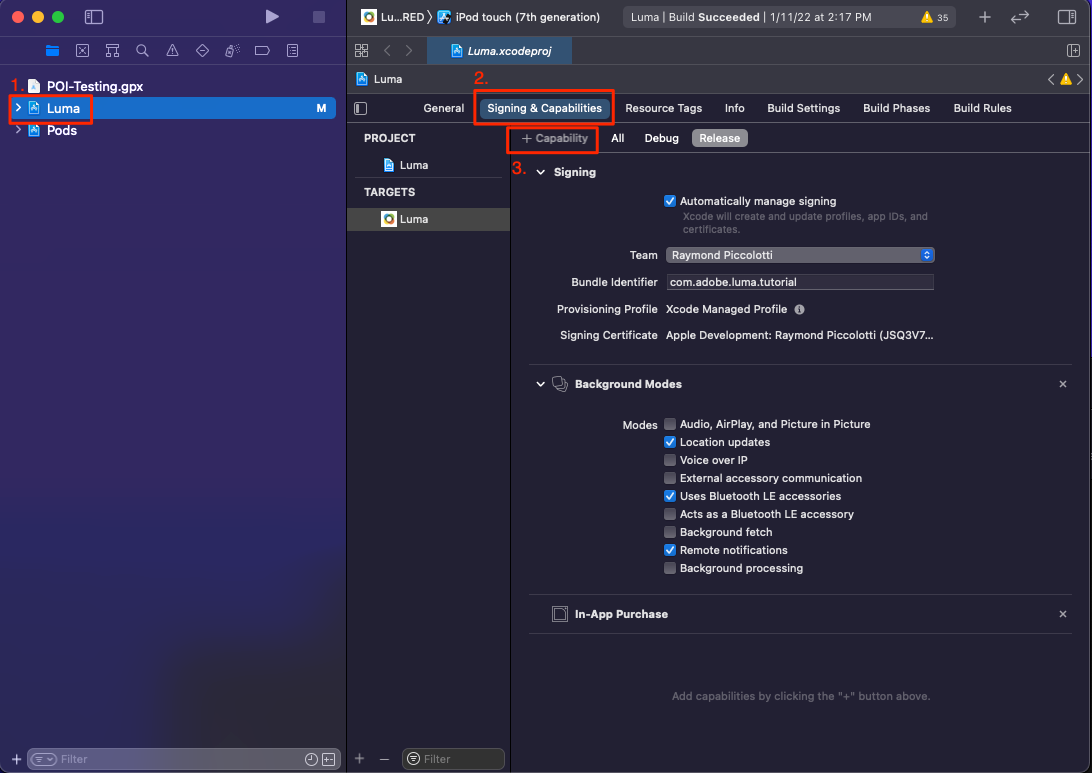 Lu...RED 〉 iPod touch (7th generation)
Luma | Build Succeeded | 1/11/22 at 2:17 PM
35
Luma.xcodeproj
1.
POI-Testing.gpx
Luma
M
Pods
Luma
2.
General
Signing & Capabilities
Resource Tags
Info
Build Settings
Build Phases
Build Rules
PROJECT
Luma
TARGETS
Luma
+ Capability
All
Debug
Release
3.
Signing
Automatically manage signing
Xcode will create and update profiles, app IDs, and
certificates.
Team
Raymond Piccolotti
Bundle Identifier
com.adobe.luma.tutorial
Provisioning Profile
Xcode Managed Profile
Signing Certificate
Apple Development: Raymond Piccolotti (JSQ3V7...
Background Modes
Modes
Audio, AirPlay, and Picture in Picture
Location updates
Voice over IP
External accessory communication
Uses Bluetooth LE accessories
Acts as a Bluetooth LE accessory
Background fetch
Remote notifications
Background processing
In-App Purchase
Add capabilities by clicking the "+" button above.
Filter
Filter